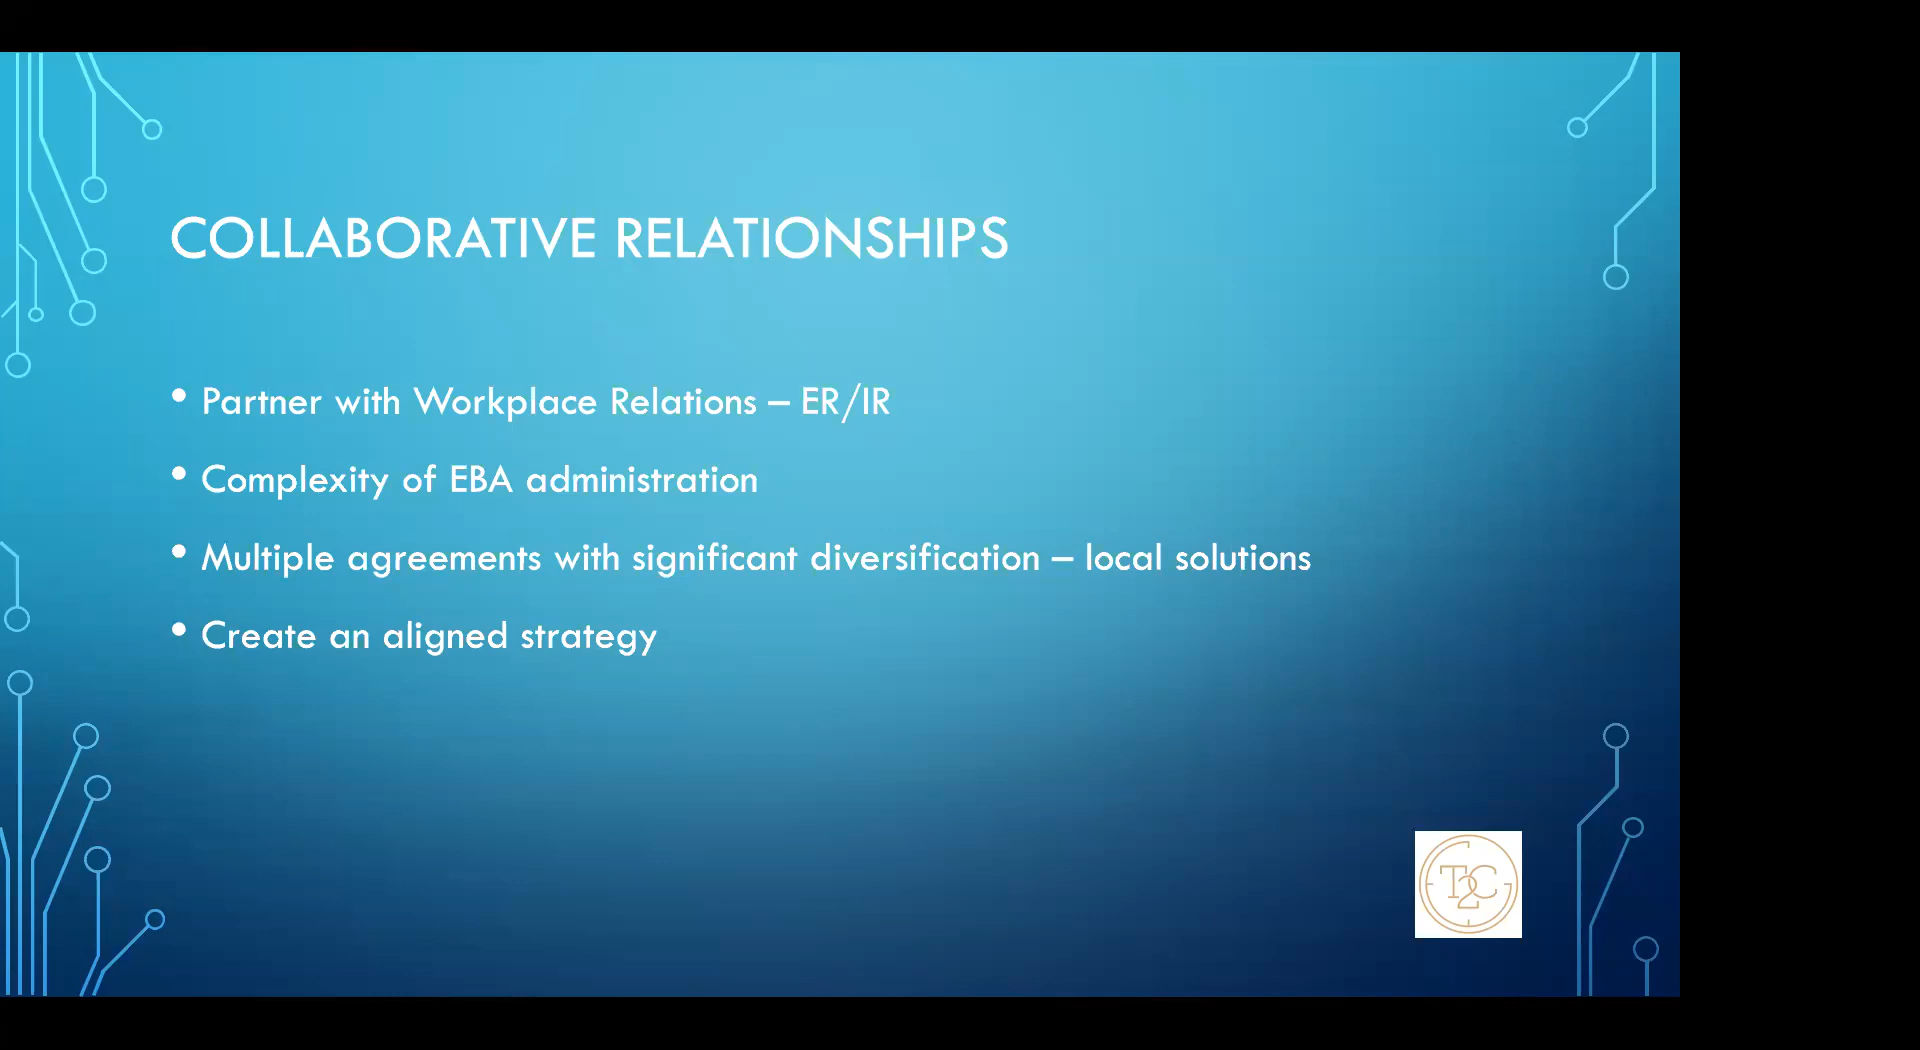 COLLABORATIVE RELATIONSHIPS
• Partner with Workplace Relations – ER/IR
• Complexity of EBA administration
• Multiple agreements with significant diversification – local solutions
• Create an aligned strategy
T2C